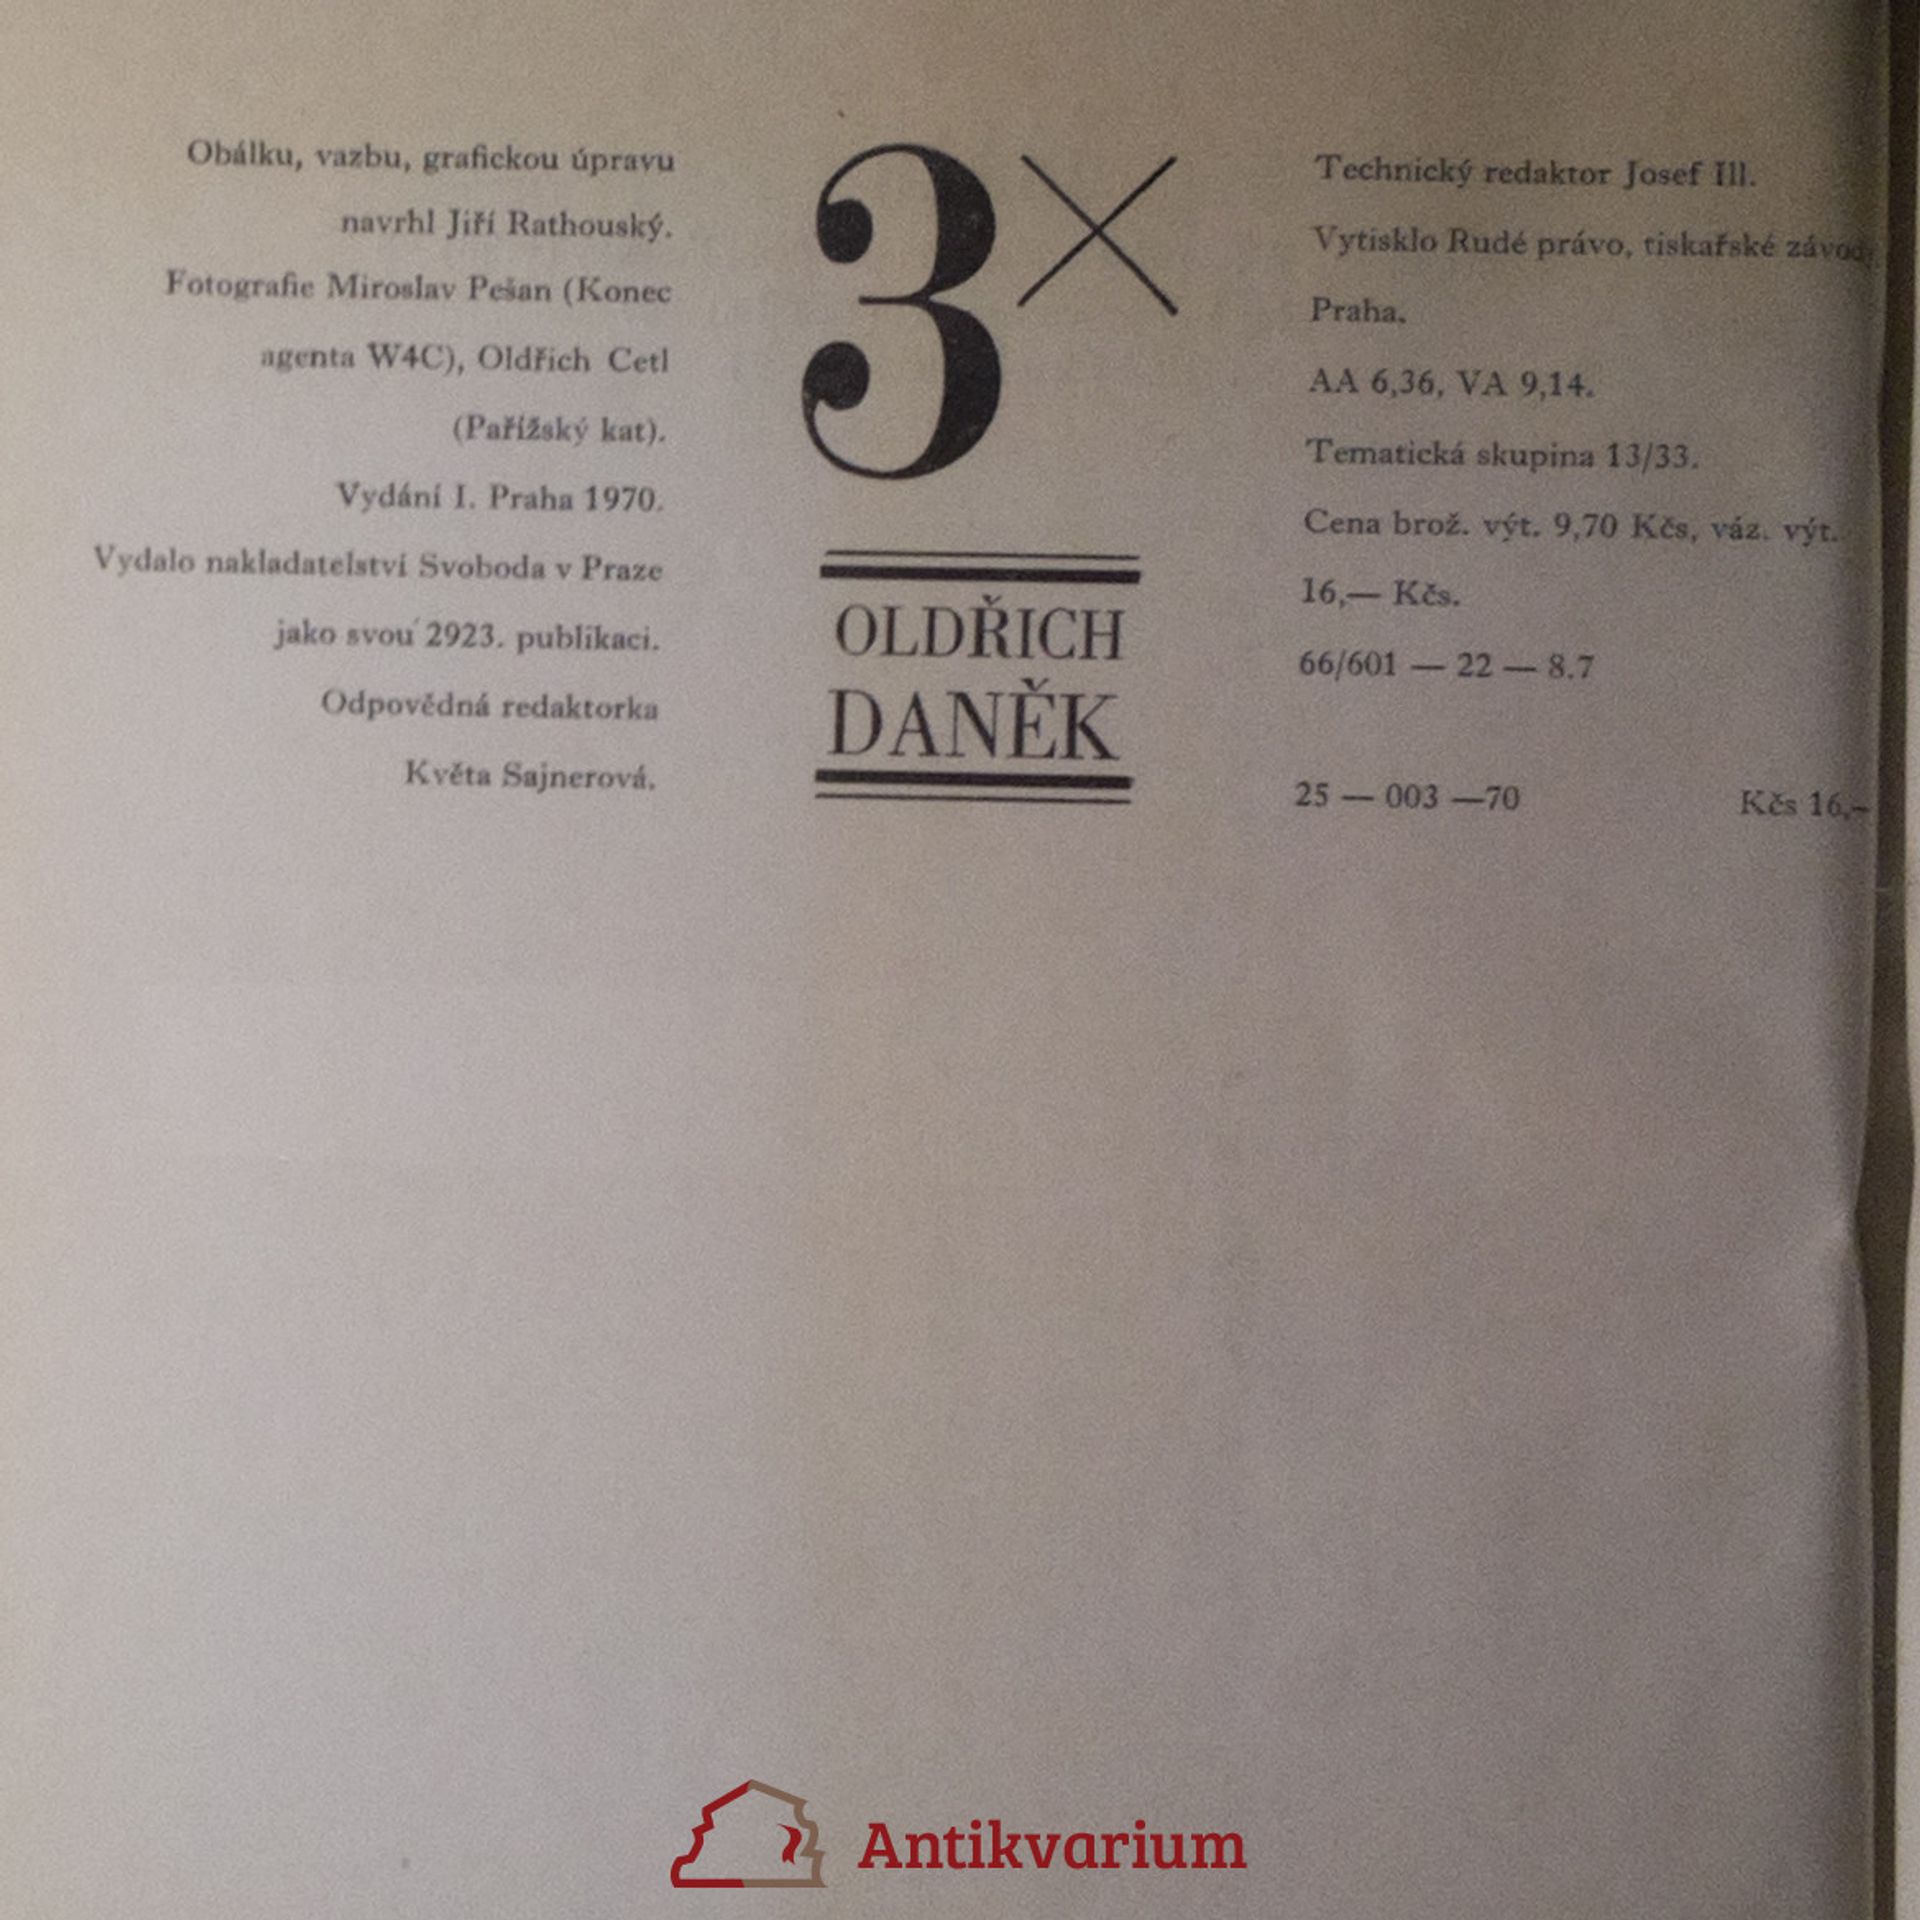 Obálku, vazbu, grafickou úpravu
navrhl Jiří Rathouský.
Fotografie Miroslav Pešan (Konec
agenta W4C), Oldřich Cetl
(Pařížský kat).
Vydání I. Praha 1970.
Vydalo nakladatelství Svoboda v Praze
jako svou 2923. publikaci.
Odpovědná redaktorka
Květa Sajnerová.
3×
OLDŘICH
DANĚK
Technický redaktor Josef Ill.
Vytisklo Rudé právo, tiskařské závody
Praha.
AA 6,36, VA 9,14.
Tematická skupina 13/33.
Cena brož. výt. 9,70 Kčs, váz. výt.
16,— Kčs.
66/601 — 22 — 8.7
25 — 003 —70 Kčs 16,–
Antikvarium